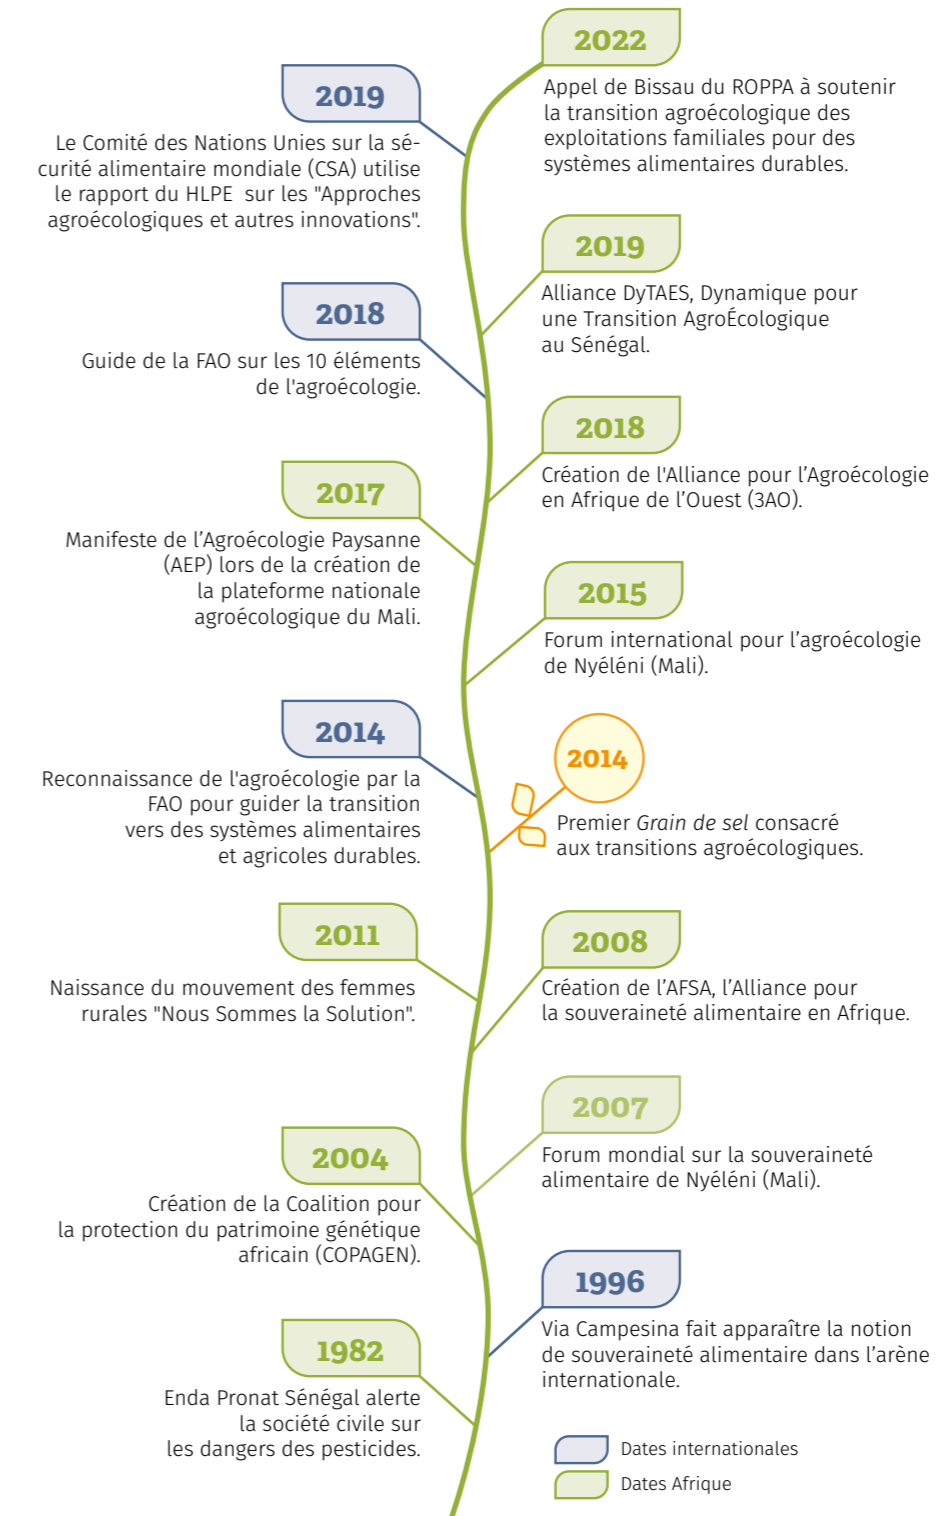 2022
Appel de Bissau du ROPPA à soutenir
la transition agroécologique des
exploitations familiales pour des
systèmes alimentaires durables.
2019
Le Comité des Nations Unies sur la sé-
curité alimentaire mondiale (CSA) utilise
le rapport du HLPE sur les "Approches
agroécologiques et autres innovations".
2019
Alliance DyTAES, Dynamique pour
une Transition AgroÉcologique
au Sénégal.
2018
Guide de la FAO sur les 10 éléments
de l'agroécologie.
2018
Création de l'Alliance pour l’Agroécologie
en Afrique de l’Ouest (3AO).
2017
Manifeste de l’Agroécologie Paysanne
(AEP) lors de la création de
la plateforme nationale
agroécologique du Mali.
2015
Forum international pour l’agroécologie
de Nyéléni (Mali).
2014
Reconnaissance de l'agroécologie par la
FAO pour guider la transition
vers des systèmes alimentaires
et agricoles durables.
2014
Premier Grain de sel consacré
aux transitions agroécologiques.
2011
Naissance du mouvement des femmes
rurales "Nous Sommes la Solution".
2008
Création de l’AFSA, l’Alliance pour
la souveraineté alimentaire en Afrique.
2007
Forum mondial sur la souveraineté
alimentaire de Nyéléni (Mali).
2004
Création de la Coalition pour
la protection du patrimoine génétique
africain (COPAGEN).
1996
Via Campesina fait apparaître la notion
de souveraineté alimentaire dans l’arène
internationale.
1982
Enda Pronat Sénégal alerte
la société civile sur
les dangers des pesticides.
Dates internationales
Dates Afrique